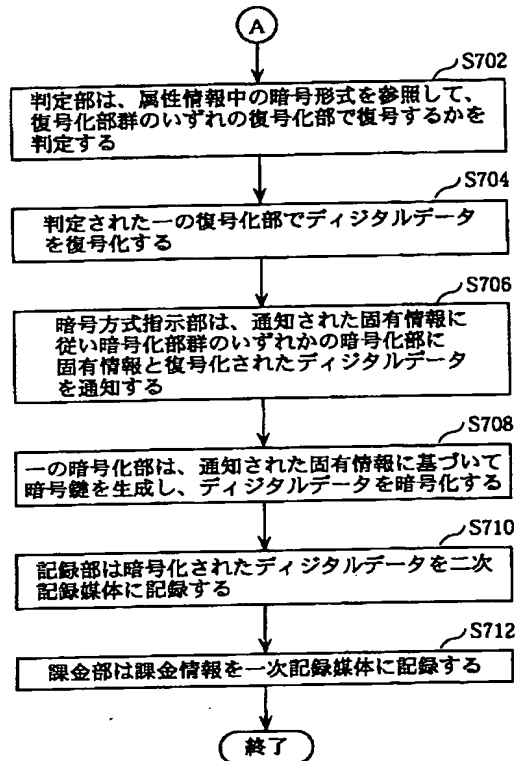 A
S702
判定部は、属性情報中の暗号形式を参照して、
復号化部群のいずれの復号化部で復号するかを
判定する
S704
判定された一の復号化部でディジタルデータ
を復号化する
S706
暗号方式指示部は、通知された固有情報に
従い暗号化部群のいずれかの暗号化部に
固有情報と復号化されたディジタルデータ
を通知する
S708
一の暗号化部は、通知された固有情報に基づいて
暗号鍵を生成し、ディジタルデータを暗号化する
S710
記録部は暗号化されたディジタルデータを二次
記録媒体に記録する
S712
課金部は課金情報を一次記録媒体に記録する
終了